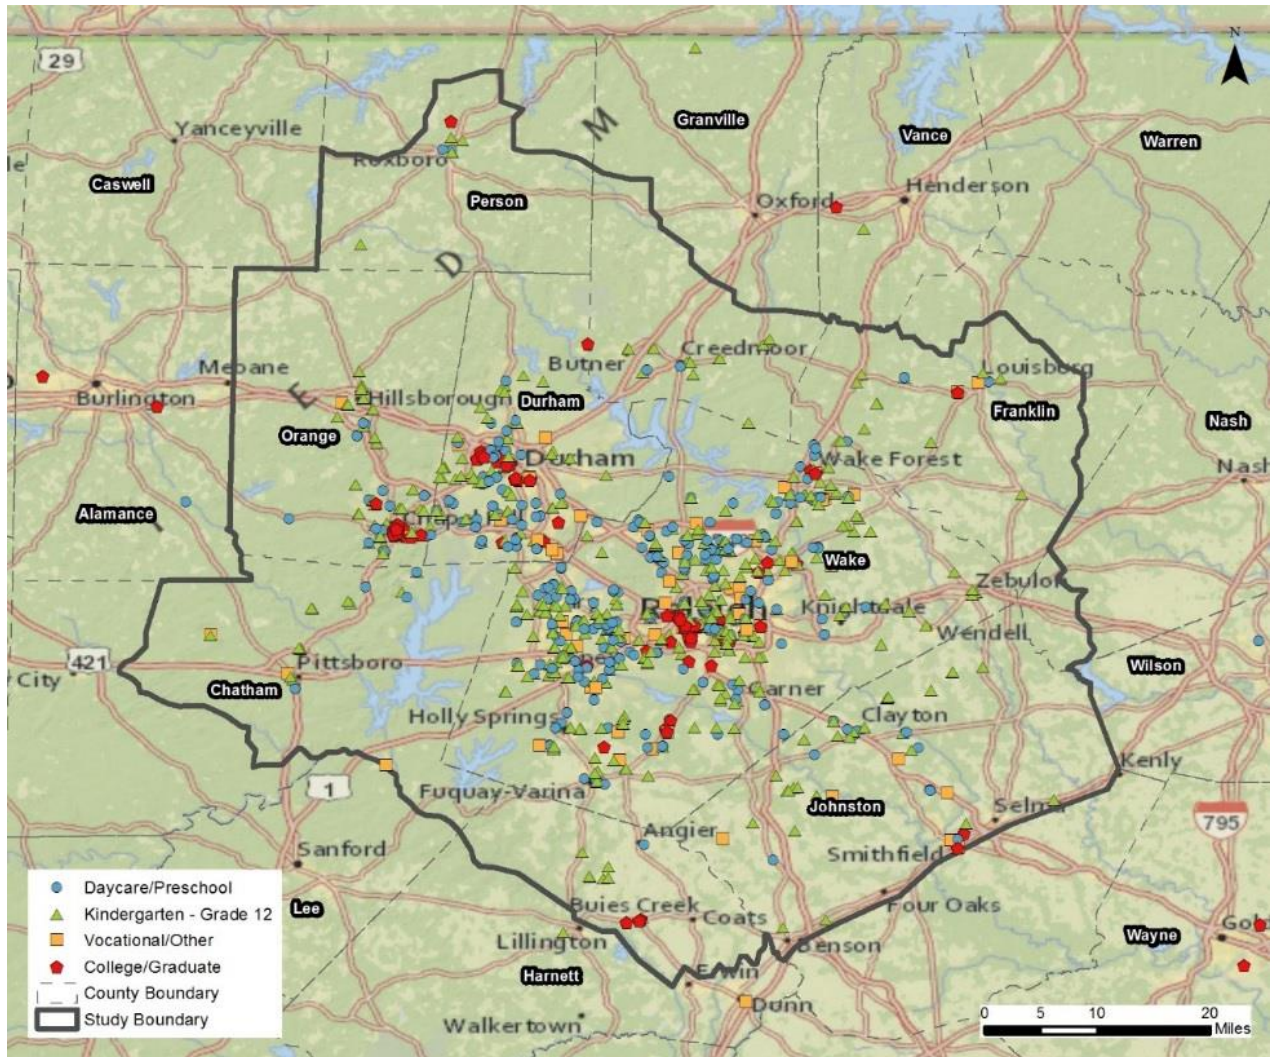 N
29
M
Granville
Vance
Warren
Yanceyville
Roxboro
Caswell
Person
Oxford
Henderson
D
Butner
Creedmoor
Louisburg
Mebane
Burlington
E
Hillsborough
Durham
Franklin
Orange
Nash
Durham
Wake Forest
Nash
Alamance
Chapel Hill
Wake
Zebulon
Raleigh
Knightdale
Wendell
421
City
Pittsboro
Wilson
Chatham
Garner
Holly Springs
Clayton
Kenly
1
Fuquay-Varina
Johnston
Selma
795
Angier
Sanford
Smithfield
Daycare/Preschool
Kindergarten - Grade 12
Vocational/Other
College/Graduate
County Boundary
Study Boundary
Lee
Buies Creek
Coats
Four Oaks
Wayne
Lillington
Benson
Harnett
Erwin
Dunn
Walkertown
0 5 10 20
Miles